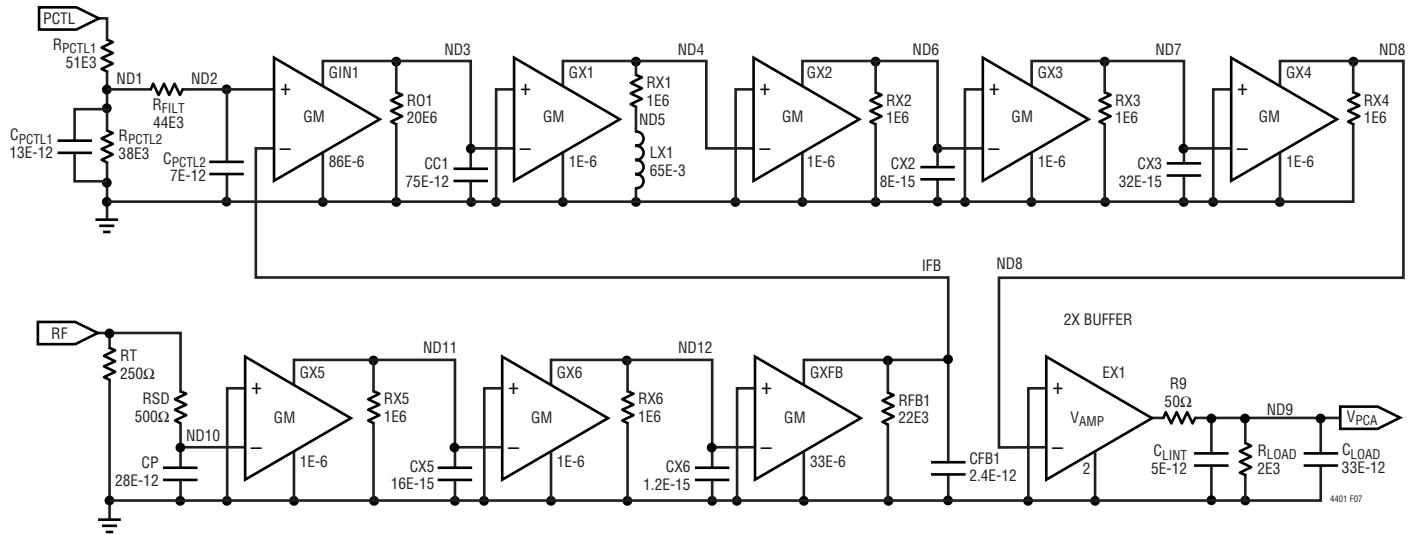 PCTL
RPCTL1
51E3
ND1
ND2
RFILT
44E3
CPCTL1
13E-12
RPCTL2
38E3
CPCTL2
7E-12
+
–
GM
GIN1
86E-6
RO1
20E6
ND3
CC1
75E-12
+
–
GM
GX1
1E-6
RX1
1E6
ND5
LX1
65E-3
ND4
+
–
GM
GX2
1E-6
RX2
1E6
ND6
CX2
8E-15
+
–
GM
GX3
1E-6
RX3
1E6
ND7
CX3
32E-15
+
–
GM
GX4
1E-6
RX4
1E6
ND8
IFB
ND8
RF
RT
250Ω
RSD
500Ω
ND10
CP
28E-12
+
–
GM
GX5
1E-6
RX5
1E6
ND11
CX5
16E-15
+
–
GM
GX6
1E-6
RX6
1E6
ND12
CX6
1.2E-15
+
–
GM
GXFB
33E-6
RFB1
22E3
CFB1
2.4E-12
2X BUFFER
+
–
VAMP
EX1
2
R9
50Ω
ND9
CLINT
5E-12
RLOAD
2E3
CLOAD
33E-12
VPCA
4401 F07